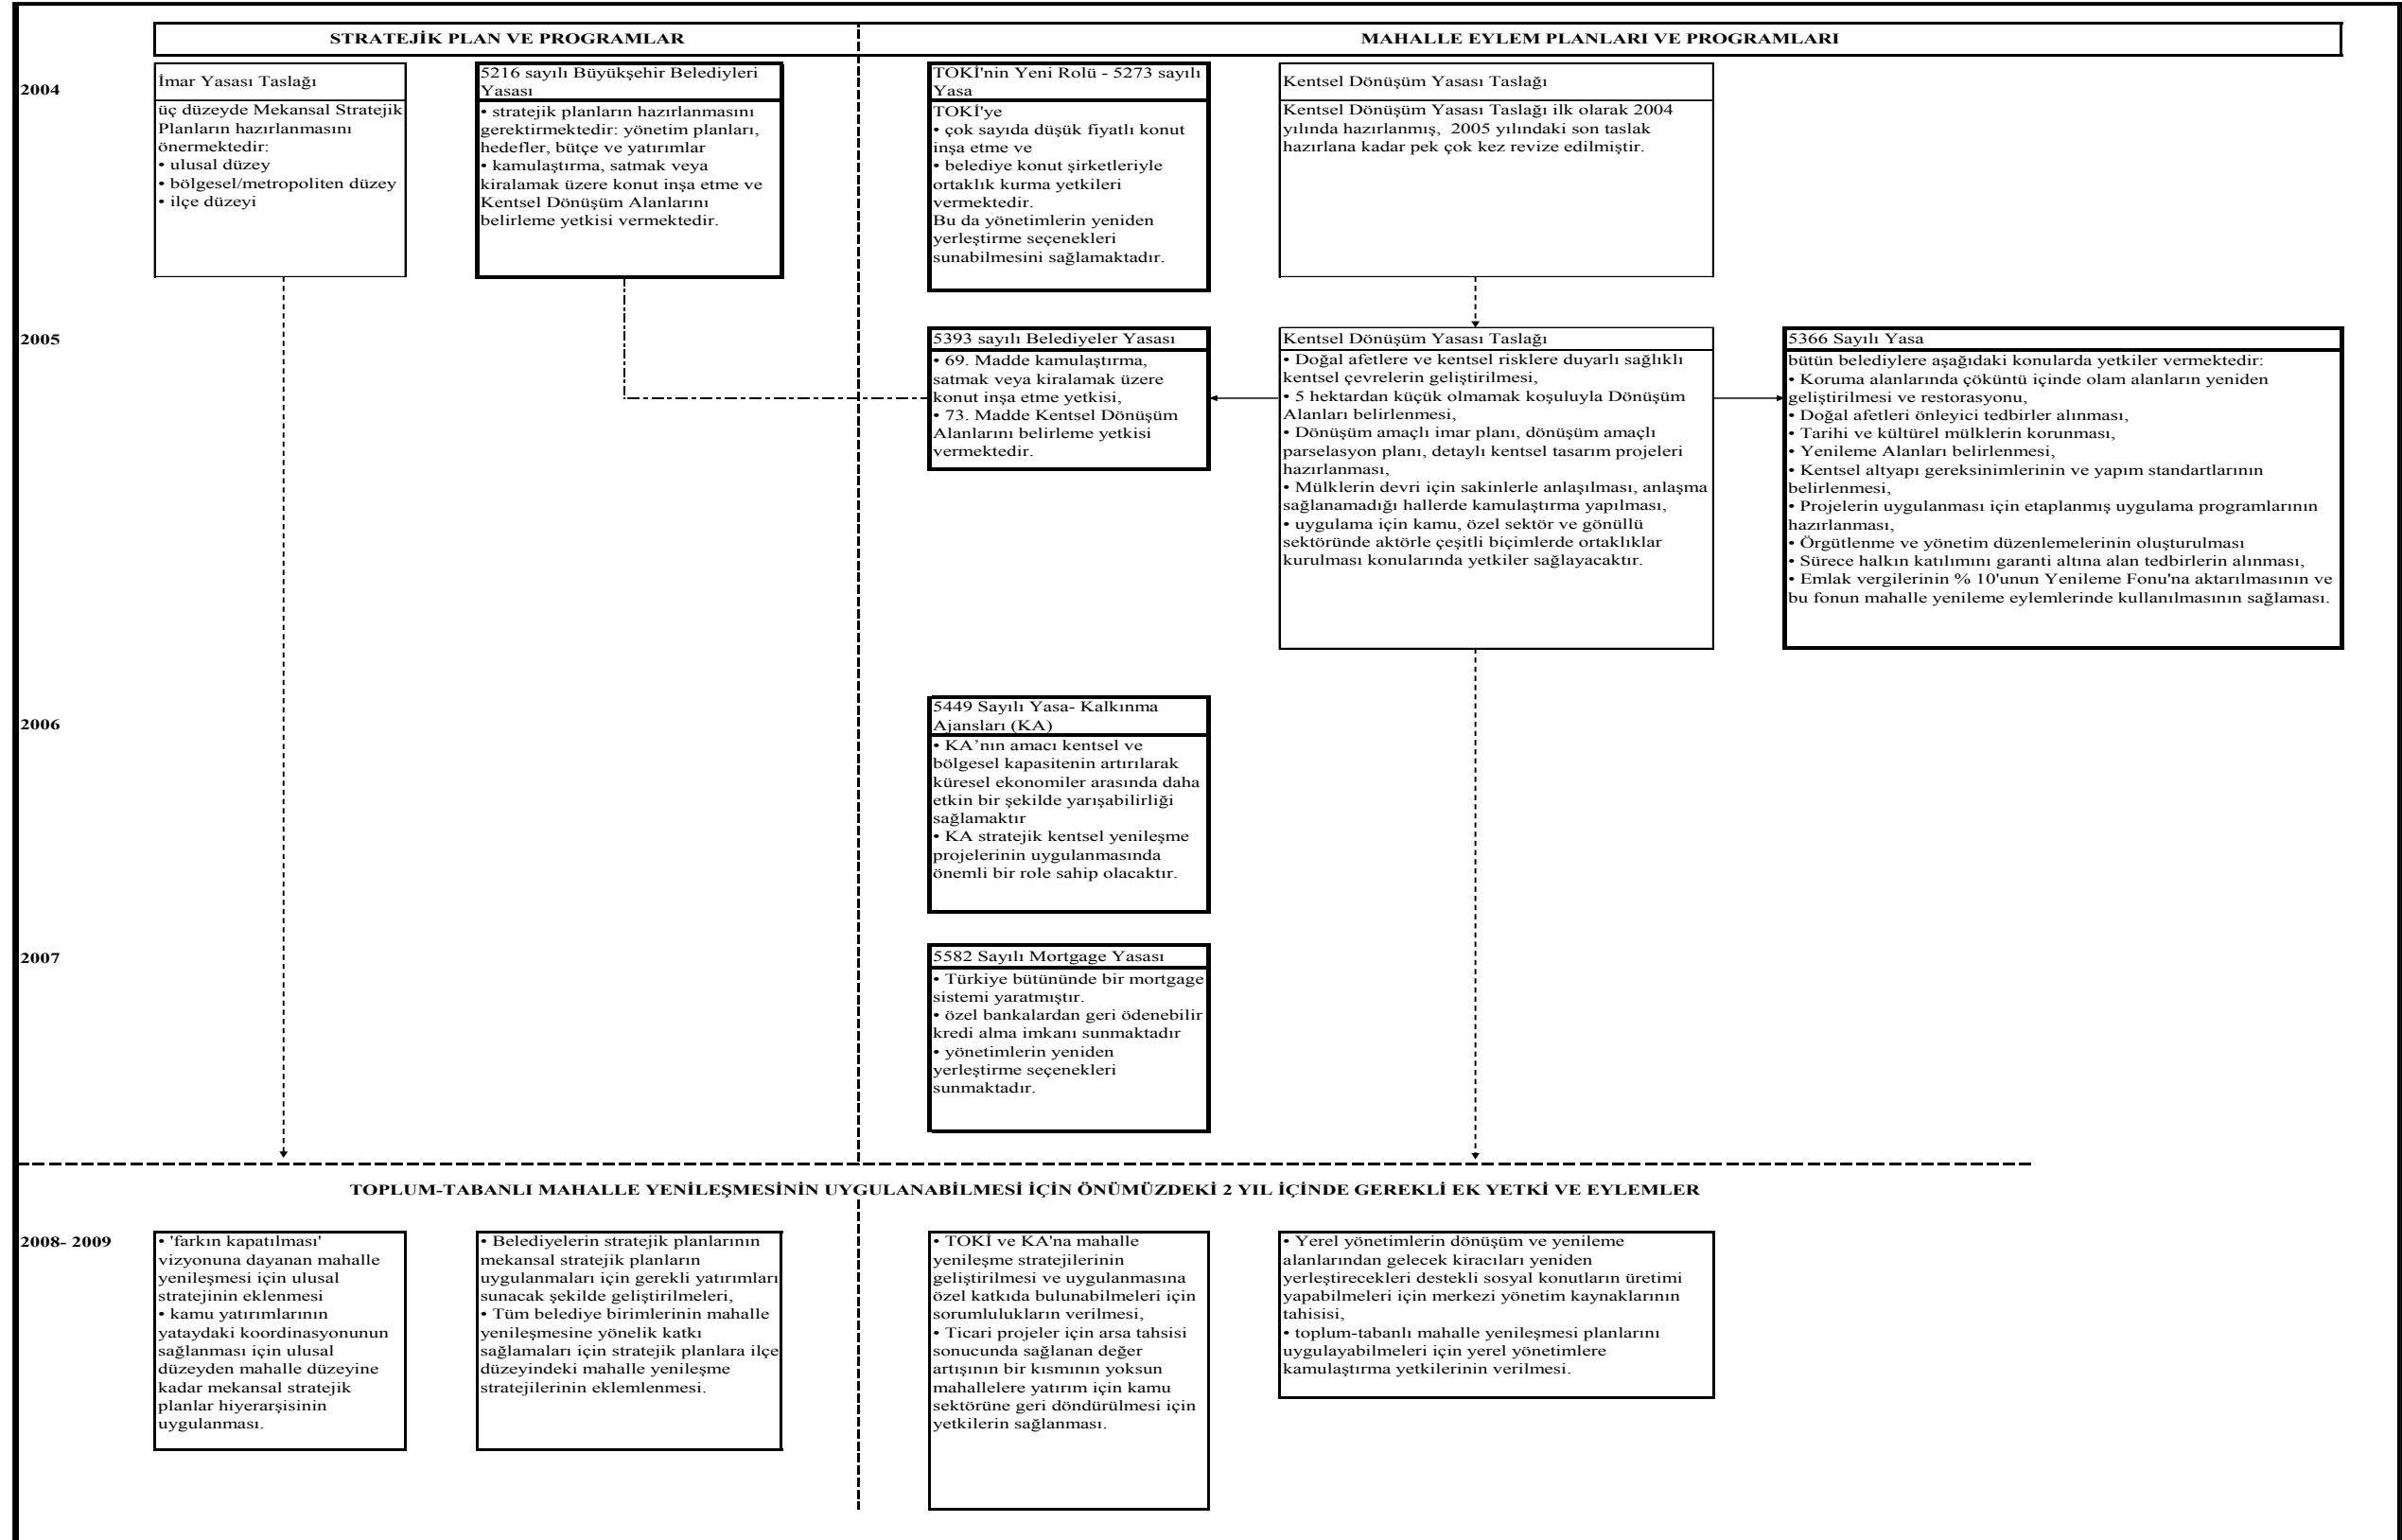 STRATEJİK PLAN VE PROGRAMLAR
MAHALLE EYLEM PLANLARI VE PROGRAMLARI
2004
İmar Yasası Taslağı
üç düzeyde Mekansal Stratejik
Planların hazırlanmasını
önermektedir:
• ulusal düzey
• bölgesel/metropoliten düzey
• ilçe düzeyi
5216 sayılı Büyükşehir Belediyleri
Yasası
• stratejik planların hazırlanmasını
gerektirmektedir: yönetim planları,
hedefler, bütçe ve yatırımlar
• kamulaştırma, satmak veya
kiralamak üzere konut inşa etme ve
Kentsel Dönüşüm Alanlarını
belirleme yetkisi vermektedir.
TOKİ'nin Yeni Rolü - 5273 sayılı
Yasa
TOKİ'ye
• çok sayıda düşük fiyatlı konut
inşa etme ve
• belediye konut şirketleriyle
ortaklık kurma yetkileri
vermektedir.
Bu da yönetimlerin yeniden
yerleştirme seçenekleri
sunabilmesini sağlamaktadır.
Kentsel Dönüşüm Yasası Taslağı
Kentsel Dönüşüm Yasası Taslağı ilk olarak 2004
yılında hazırlanmış, 2005 yılındaki son taslak
hazırlana kadar pek çok kez revize edilmiştir.
2005
5393 sayılı Belediyeler Yasası
• 69. Madde kamulaştırma,
satmak veya kiralamak üzere
konut inşa etme yetkisi,
• 73. Madde Kentsel Dönüşüm
Alanlarını belirleme yetkisi
vermektedir.
Kentsel Dönüşüm Yasası Taslağı
• Doğal afetlere ve kentsel risklere duyarlı sağlıklı
kentsel çevrelerin geliştirilmesi,
• 5 hektardan küçük olmamak koşuluyla Dönüşüm
Alanları belirlenmesi,
• Dönüşüm amaçlı imar planı, dönüşüm amaçlı
parselasyon planı, detaylı kentsel tasarım projeleri
hazırlanması,
• Mülklerin devri için sakinlerle anlaşılması, anlaşma
sağlanamadığı hallerde kamulaştırma yapılması,
• uygulama için kamu, özel sektör ve gönüllü
sektöründe aktörle çeşitli biçimlerde ortaklıklar
kurulması konularında yetkiler sağlayacaktır.
5366 Sayılı Yasa
bütün belediylere aşağıdaki konularda yetkiler vermektedir:
• Koruma alanlarında çöküntü içinde olam alanların yeniden
geliştirilmesi ve restorasyonu,
• Doğal afetleri önleyici tedbirler alınması,
• Tarihi ve kültürel mülklerin korunması,
• Yenileme Alanları belirlenmesi,
• Kentsel altyapı gereksinimlerinin ve yapım standartlarının
belirlenmesi,
• Projelerin uygulanması için etaplanmış uygulama programlarının
hazırlanması,
• Örgütlenme ve yönetim düzenlemelerinin oluşturulması
• Sürece halkın katılımını garanti altına alan tedbirlerin alınması,
• Emlak vergilerinin % 10'unun Yenileme Fonu'na aktarılmasının ve
bu fonun mahalle yenileme eylemlerinde kullanılmasının sağlaması.
2006
5449 Sayılı Yasa- Kalkınma
Ajansları (KA)
• KA’nın amacı kentsel ve
bölgesel kapasitenin artırılarak
küresel ekonomiler arasında daha
etkin bir şekilde yarışabilirliği
sağlamaktır
• KA stratejik kentsel yenileşme
projelerinin uygulanmasında
önemli bir role sahip olacaktır.
2007
5582 Sayılı Mortgage Yasası
• Türkiye bütününde bir mortgage
sistemi yaratmıştır.
• özel bankalardan geri ödenebilir
kredi alma imkanı sunmaktadır
• yönetimlerin yeniden
yerleştirme seçenekleri
sunmaktadır.
TOPLUM-TABANLI MAHALLE YENİLEŞMESİNİN UYGULANABİLMESİ İÇİN ÖNÜMÜZDEKİ 2 YIL İÇİNDE GEREKLİ EK YETKİ VE EYLEMLER
2008- 2009
• 'farkın kapatılması'
vizyonuna dayanan mahalle
yenileşmesi için ulusal
stratejinin eklenmesi
• kamu yatırımlarının
yataydaki koordinasyonunun
sağlanması için ulusal
düzeyden mahalle düzeyine
kadar mekansal stratejik
planlar hiyerarşisinin
uygulanması.
• Belediyelerin stratejik planlarının
mekansal stratejik planların
uygulanmaları için gerekli yatırımları
sunacak şekilde geliştirilmeleri,
• Tüm belediye birimlerinin mahalle
yenileşmesine yönelik katkı
sağlamaları için stratejik planlara ilçe
düzeyindeki mahalle yenileşme
stratejilerinin eklemlenmesi.
• TOKİ ve KA'na mahalle
yenileşme stratejilerinin
geliştirilmesi ve uygulanmasına
özel katkıda bulunabilmeleri için
sorumlulukların verilmesi,
• Ticari projeler için arsa tahsisi
sonucunda sağlanan değer
artışının bir kısmının yoksun
mahallelere yatırım için kamu
sektörüne geri döndürülmesi için
yetkilerin sağlanması.
• Yerel yönetimlerin dönüşüm ve yenileme
alanlarından gelecek kiracıları yeniden
yerleştirecekleri destekli sosyal konutların üretimi
yapabilmeleri için merkezi yönetim kaynaklarının
tahisisi,
• toplum-tabanlı mahalle yenileşmesi planlarını
uygulayabilmeleri için yerel yönetimlere
kamulaştırma yetkilerinin verilmesi.